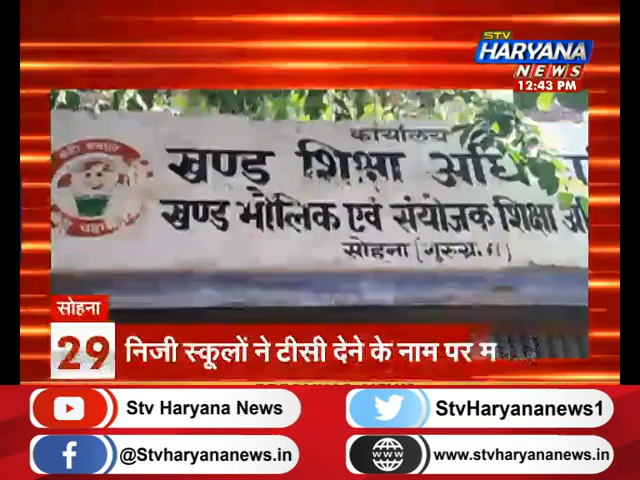 STV
HARYANA
NEWS
12:43 PM
कार्यालय
खण्ड शिक्षा
खण्ड मौलिक एवं संयोजक शिक्षा
सोहना
सोहना
29 निजी स्कूलों ने टीसी देने के नाम पर
Stv Haryana News
StvHaryananews1
@Stvharyananews.in
www.stvharyananews.in